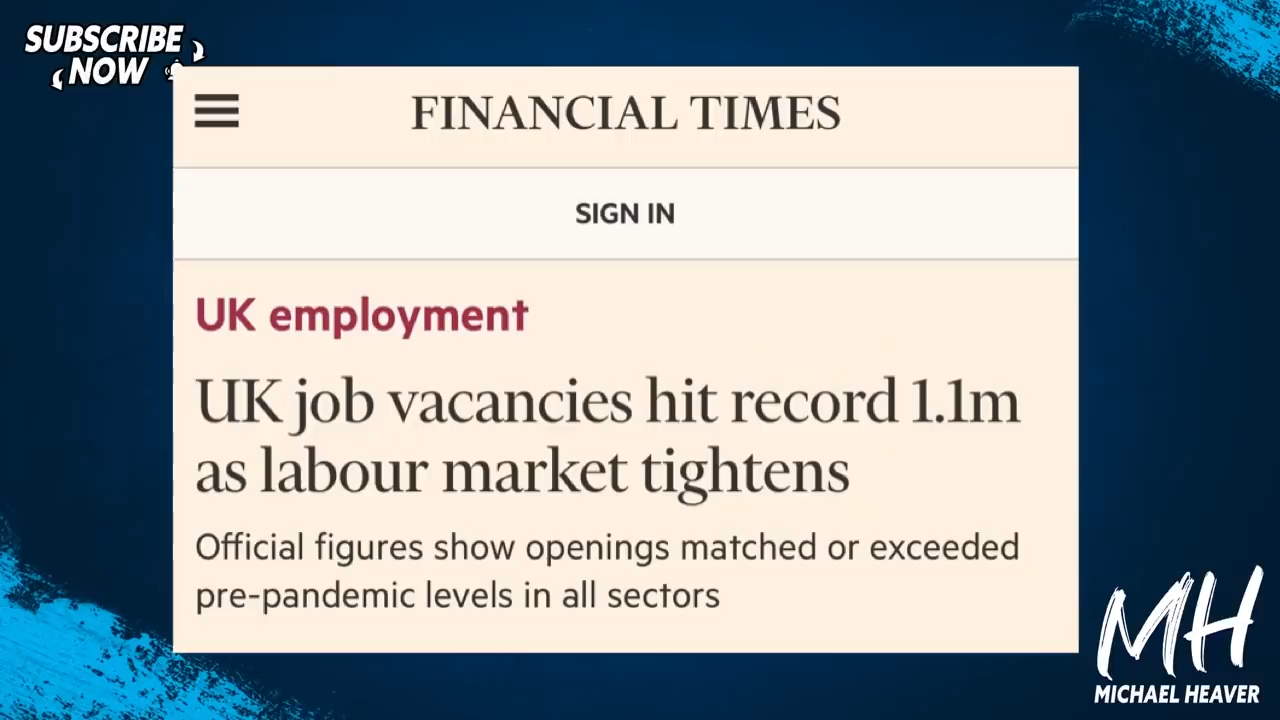 SUBSCRIBE
NOW
FINANCIAL TIMES
SIGN IN
UK employment
UK job vacancies hit record 1.1m
as labour market tightens
Official figures show openings matched or exceeded
pre-pandemic levels in all sectors
MH
MICHAEL HEAVER